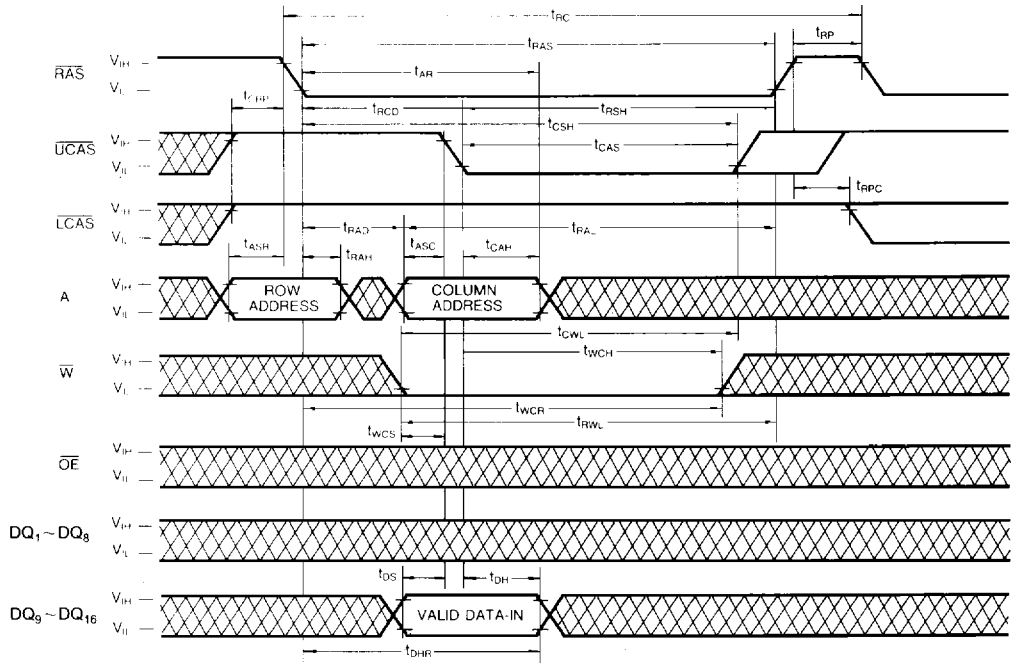 tRC
tRAS
tRP
tAR
RAS
VIH
VIL
tCRP
tRCD
tRSH
tCSH
tCAS
UCAS
VIH
VIL
tRPC
LCAS
VIH
VIL
tRAD
tRAL
tASR
tRAH
tASC
tCAH
A
VIH
VIL
ROW
ADDRESS
COLUMN
ADDRESS
tCWL
tWCH
W
VIH
VIL
tWCR
tWCS
tRWL
OE
VIH
VIL
DQ1~DQ8
VIH
VIL
tDS
tDH
DQ9~DQ16
VIH
VIL
VALID DATA-IN
tDHR